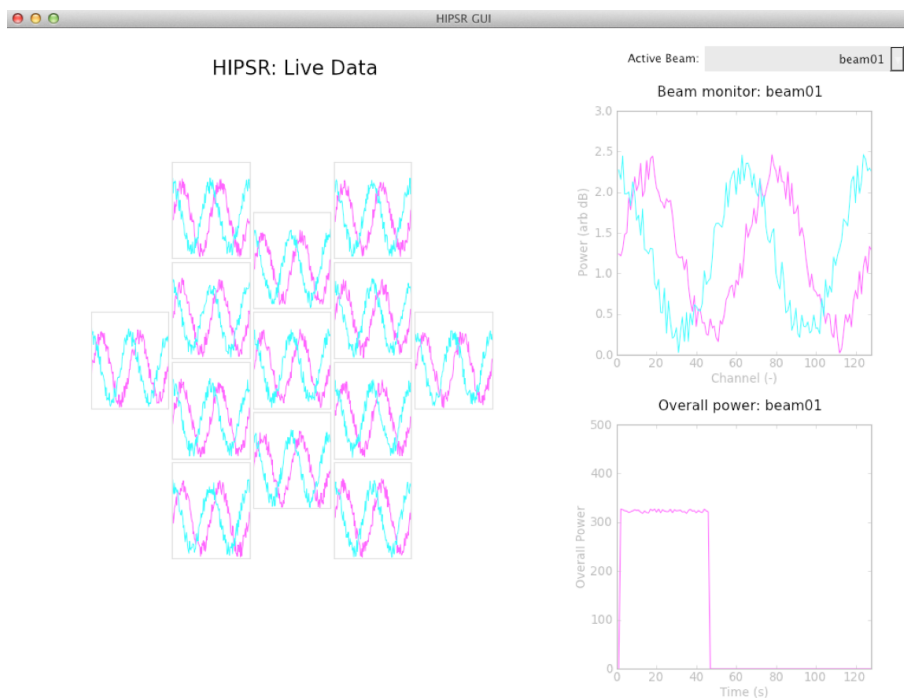 HIPSR GUI
HIPSR: Live Data
Active Beam: beam01
Beam monitor: beam01
3.0
2.5
2.0
1.5
1.0
0.5
0.0
Power (arb dB)
0 20 40 60 80 100 120
Channel (-)
Overall power: beam01
500
400
300
200
100
0
Overall Power
0 20 40 60 80 100 120
Time (s)